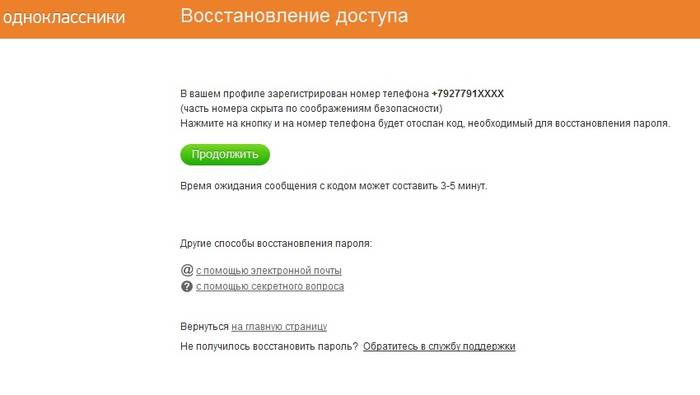 одноклассники
Восстановление доступа
В вашем профиле зарегистрирован номер телефона +7927791XXXX
(часть номера скрыта по соображениям безопасности)
Нажмите на кнопку и на номер телефона будет отослан код, необходимый для восстановления пароля.
Продолжить
Время ожидания сообщения с кодом может составить 3-5 минут.
Другие способы восстановления пароля:
@ с помощью электронной почты
? с помощью секретного вопроса
Вернуться на главную страницу
Не получилось восстановить пароль? Обратитесь в службу поддержки